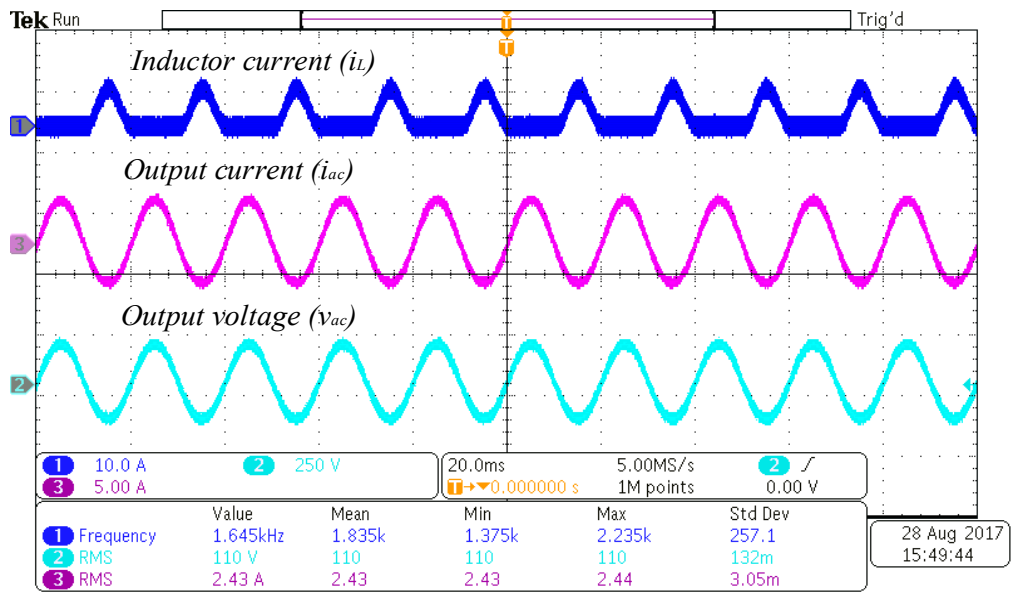 Tek Run Trig'd
T
T
Inductor current (iL)
1
Output current (iac)
3
Output voltage (vac)
2
1 10.0 A 2 250 V
3 5.00 A
20.0ms 5.00MS/s 2 ∫
T→▼0.000000 s 1M points 0.00 V
Value Mean Min Max Std Dev
1 Frequency 1.645kHz 1.835k 1.375k 2.235k 257.1
2 RMS 110 V 110 110 110 132m
3 RMS 2.43 A 2.43 2.43 2.44 3.05m
28 Aug 2017
15:49:44